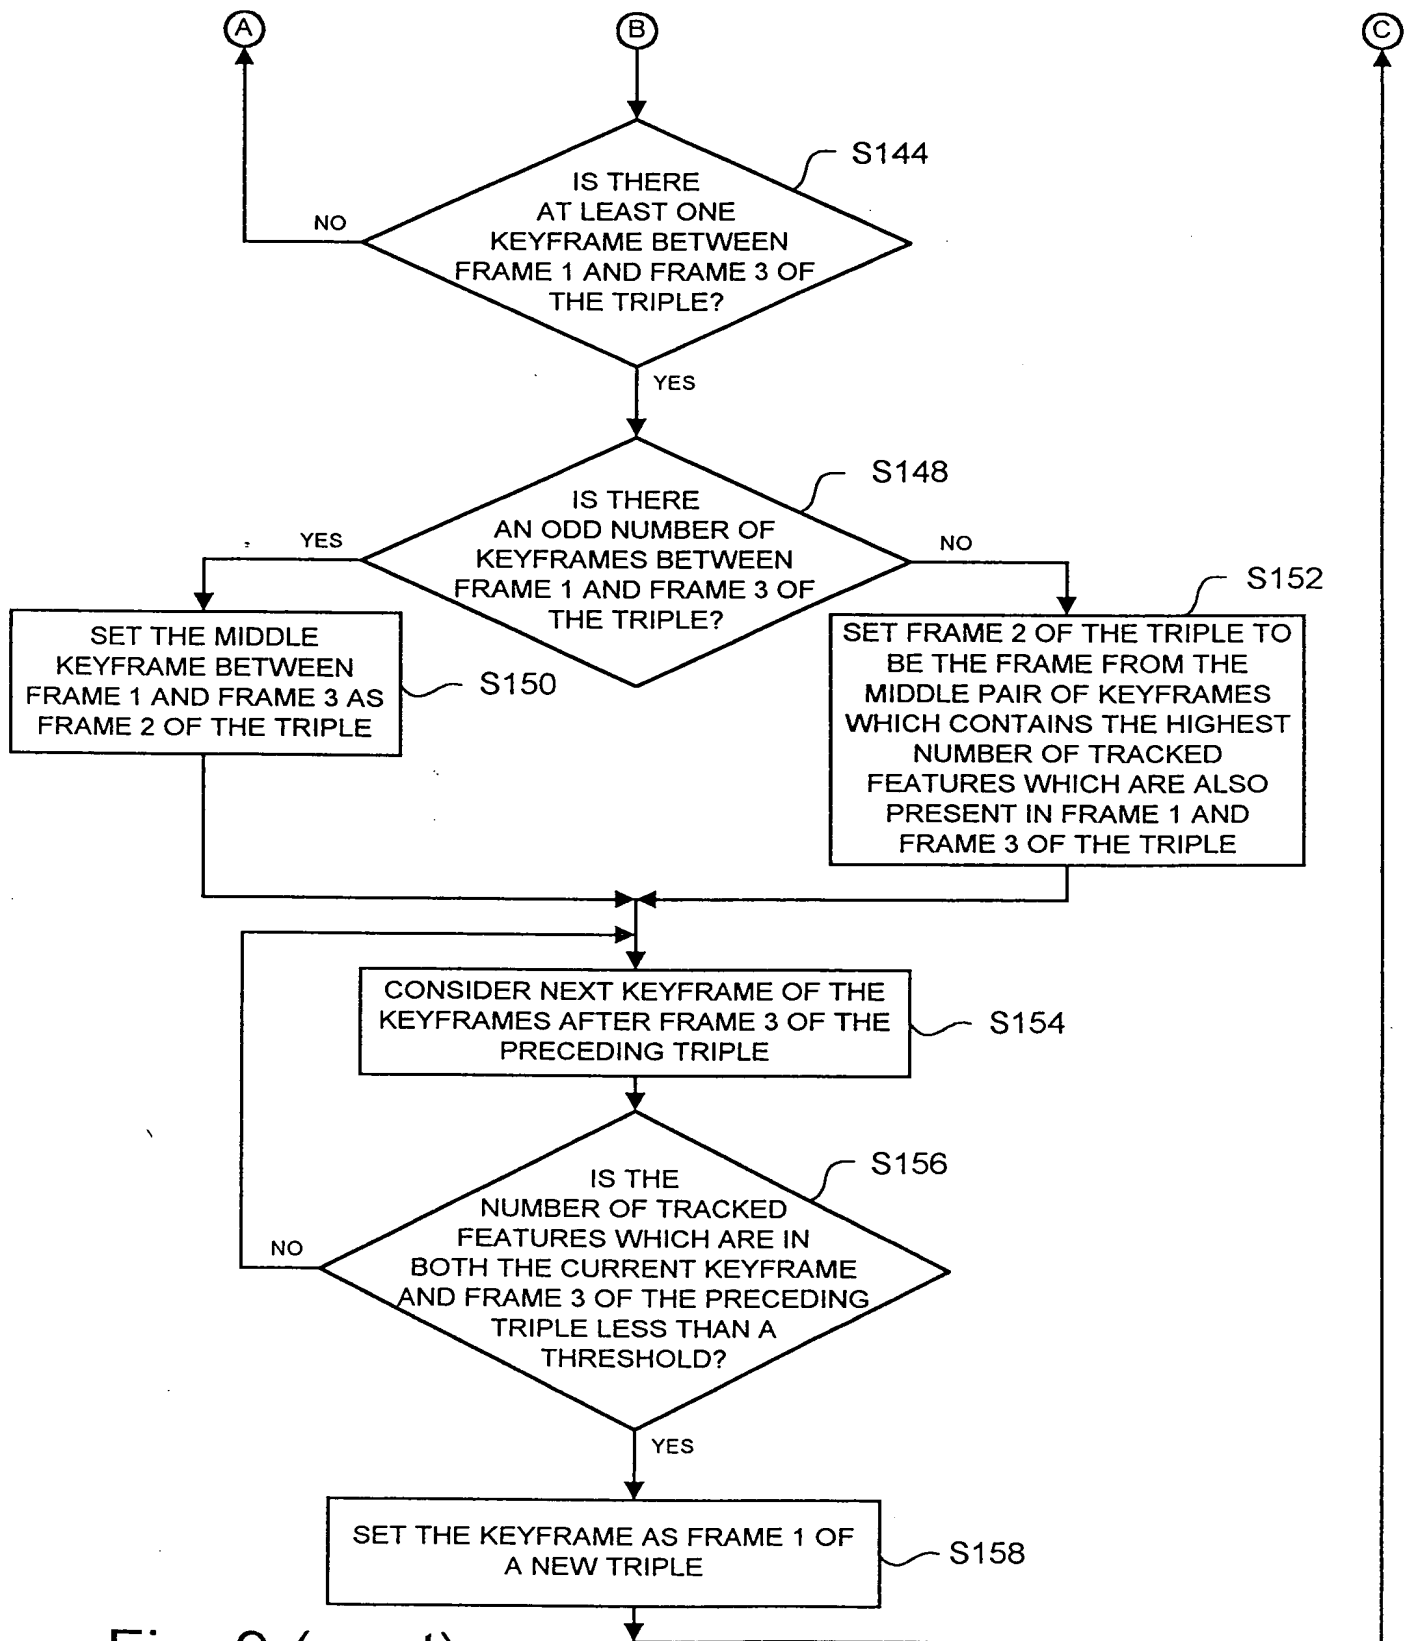 A
B
C
IS THERE
AT LEAST ONE
KEYFRAME BETWEEN
FRAME 1 AND FRAME 3 OF
THE TRIPLE?
S144
NO
YES
IS THERE
AN ODD NUMBER OF
KEYFRAMES BETWEEN
FRAME 1 AND FRAME 3 OF
THE TRIPLE?
S148
YES
NO
SET THE MIDDLE
KEYFRAME BETWEEN
FRAME 1 AND FRAME 3 AS
FRAME 2 OF THE TRIPLE
S150
S152
SET FRAME 2 OF THE TRIPLE TO
BE THE FRAME FROM THE
MIDDLE PAIR OF KEYFRAMES
WHICH CONTAINS THE HIGHEST
NUMBER OF TRACKED
FEATURES WHICH ARE ALSO
PRESENT IN FRAME 1 AND
FRAME 3 OF THE TRIPLE
CONSIDER NEXT KEYFRAME OF THE
KEYFRAMES AFTER FRAME 3 OF THE
PRECEDING TRIPLE
S154
IS THE
NUMBER OF TRACKED
FEATURES WHICH ARE IN
BOTH THE CURRENT KEYFRAME
AND FRAME 3 OF THE PRECEDING
TRIPLE LESS THAN A
THRESHOLD?
S156
NO
YES
SET THE KEYFRAME AS FRAME 1 OF
A NEW TRIPLE
S158